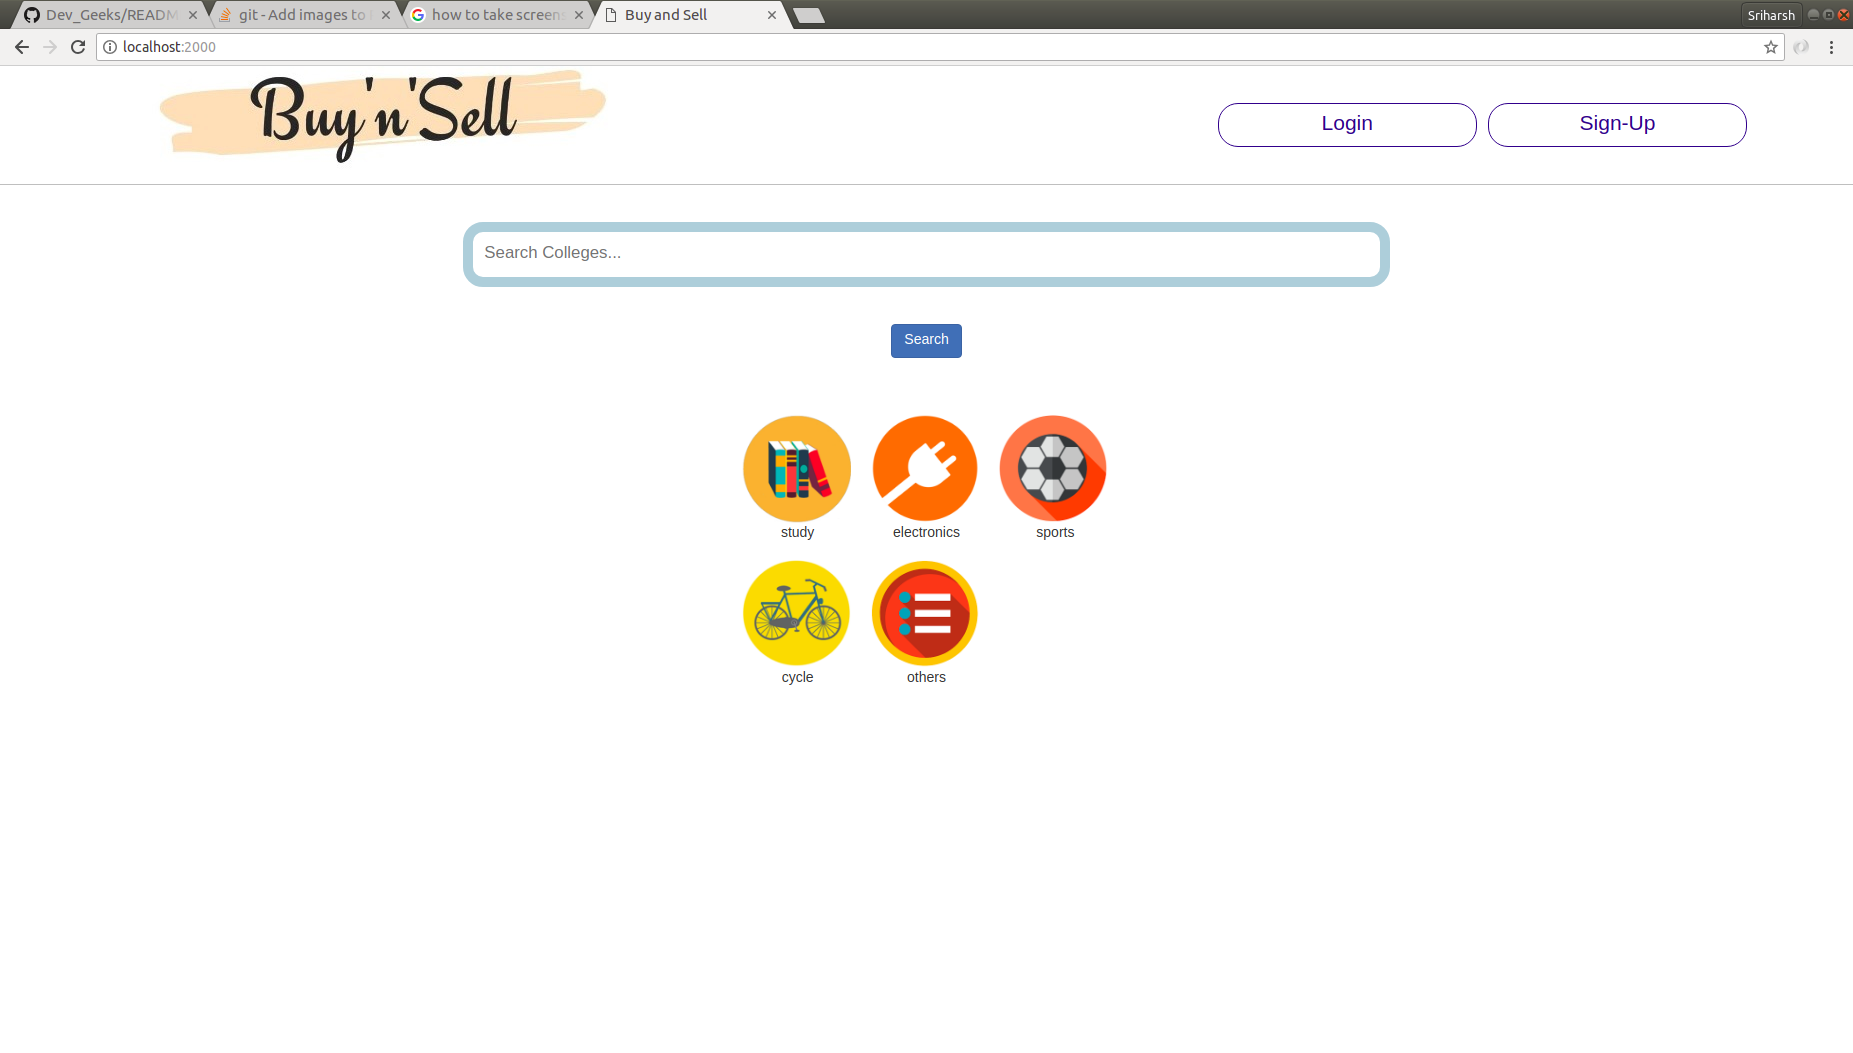 Dev_Geeks/READM
git - Add images to
how to take screens
Buy and Sell
Sriharsh
localhost:2000
Buy'n'Sell
Login
Sign-Up
Search Colleges...
Search
study
electronics
sports
cycle
others